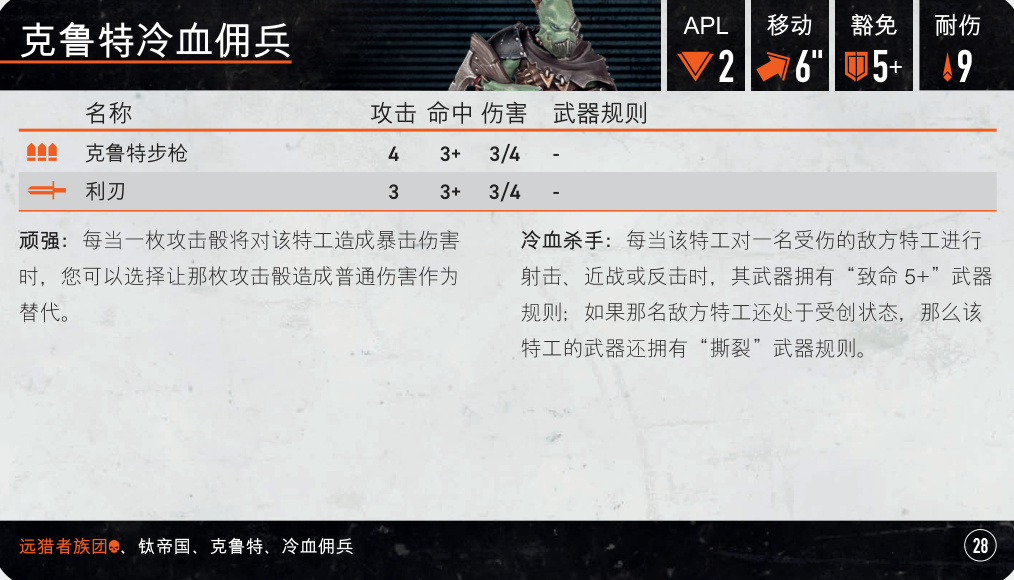 克鲁特冷血佣兵
APL 移动 豁免 耐伤
2 6" 5+ 9
名称 攻击 命中 伤害 武器规则
克鲁特步枪 4 3+ 3/4 -
利刃 3 3+ 3/4 -
顽强：每当一枚攻击骰将对该特工造成暴击伤害
时，您可以选择让那枚攻击骰造成普通伤害作为
替代。
冷血杀手：每当该特工对一名受伤的敌方特工进行
射击、近战或反击时，其武器拥有“致命 5+”武器
规则；如果那名敌方特工还处于受创状态，那么该
特工的武器还拥有“撕裂”武器规则。
远猎者族团、钛帝国、克鲁特、冷血佣兵
28